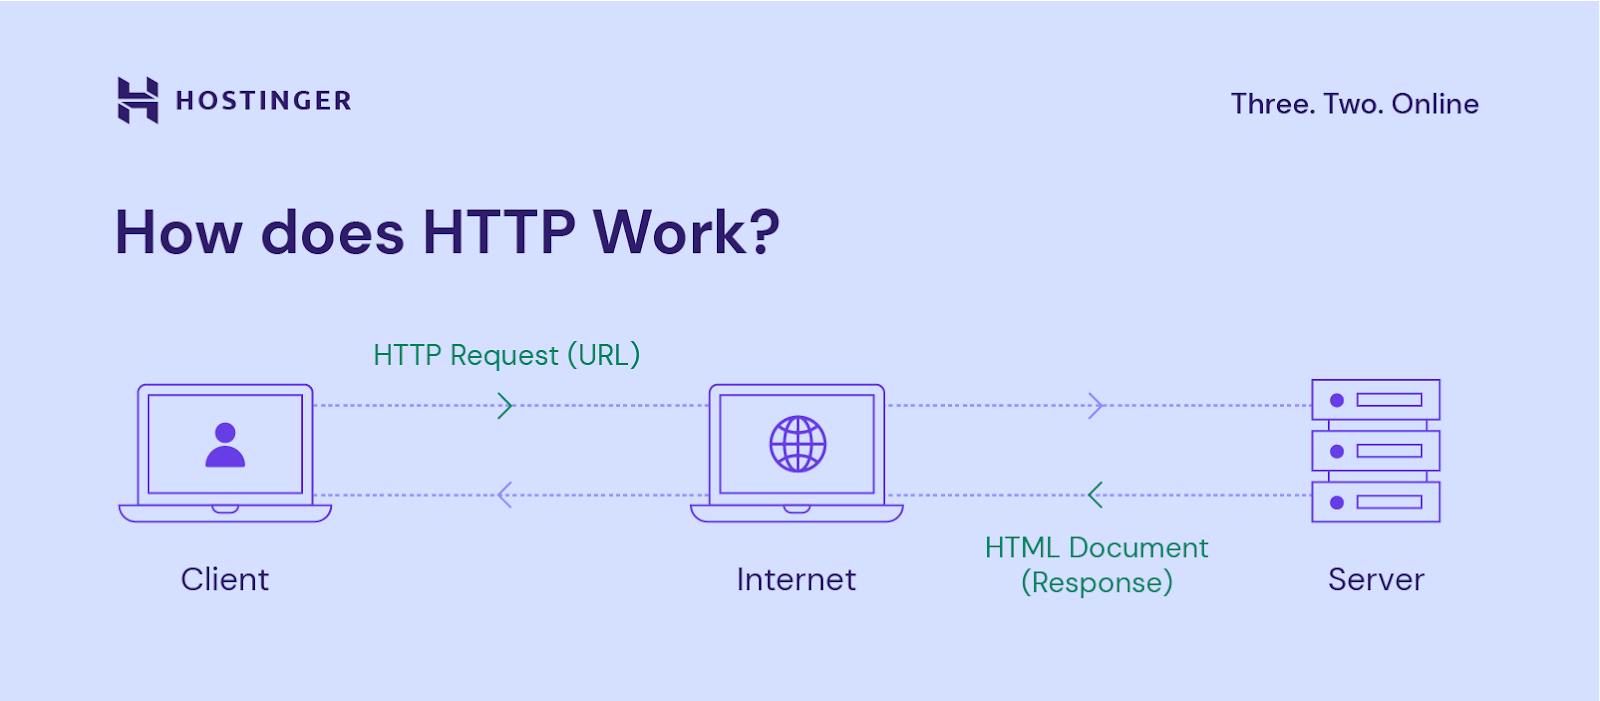 HOSTINGER
Three. Two. Online
How does HTTP Work?
HTTP Request (URL)
HTML Document
(Response)
Client
Internet
Server